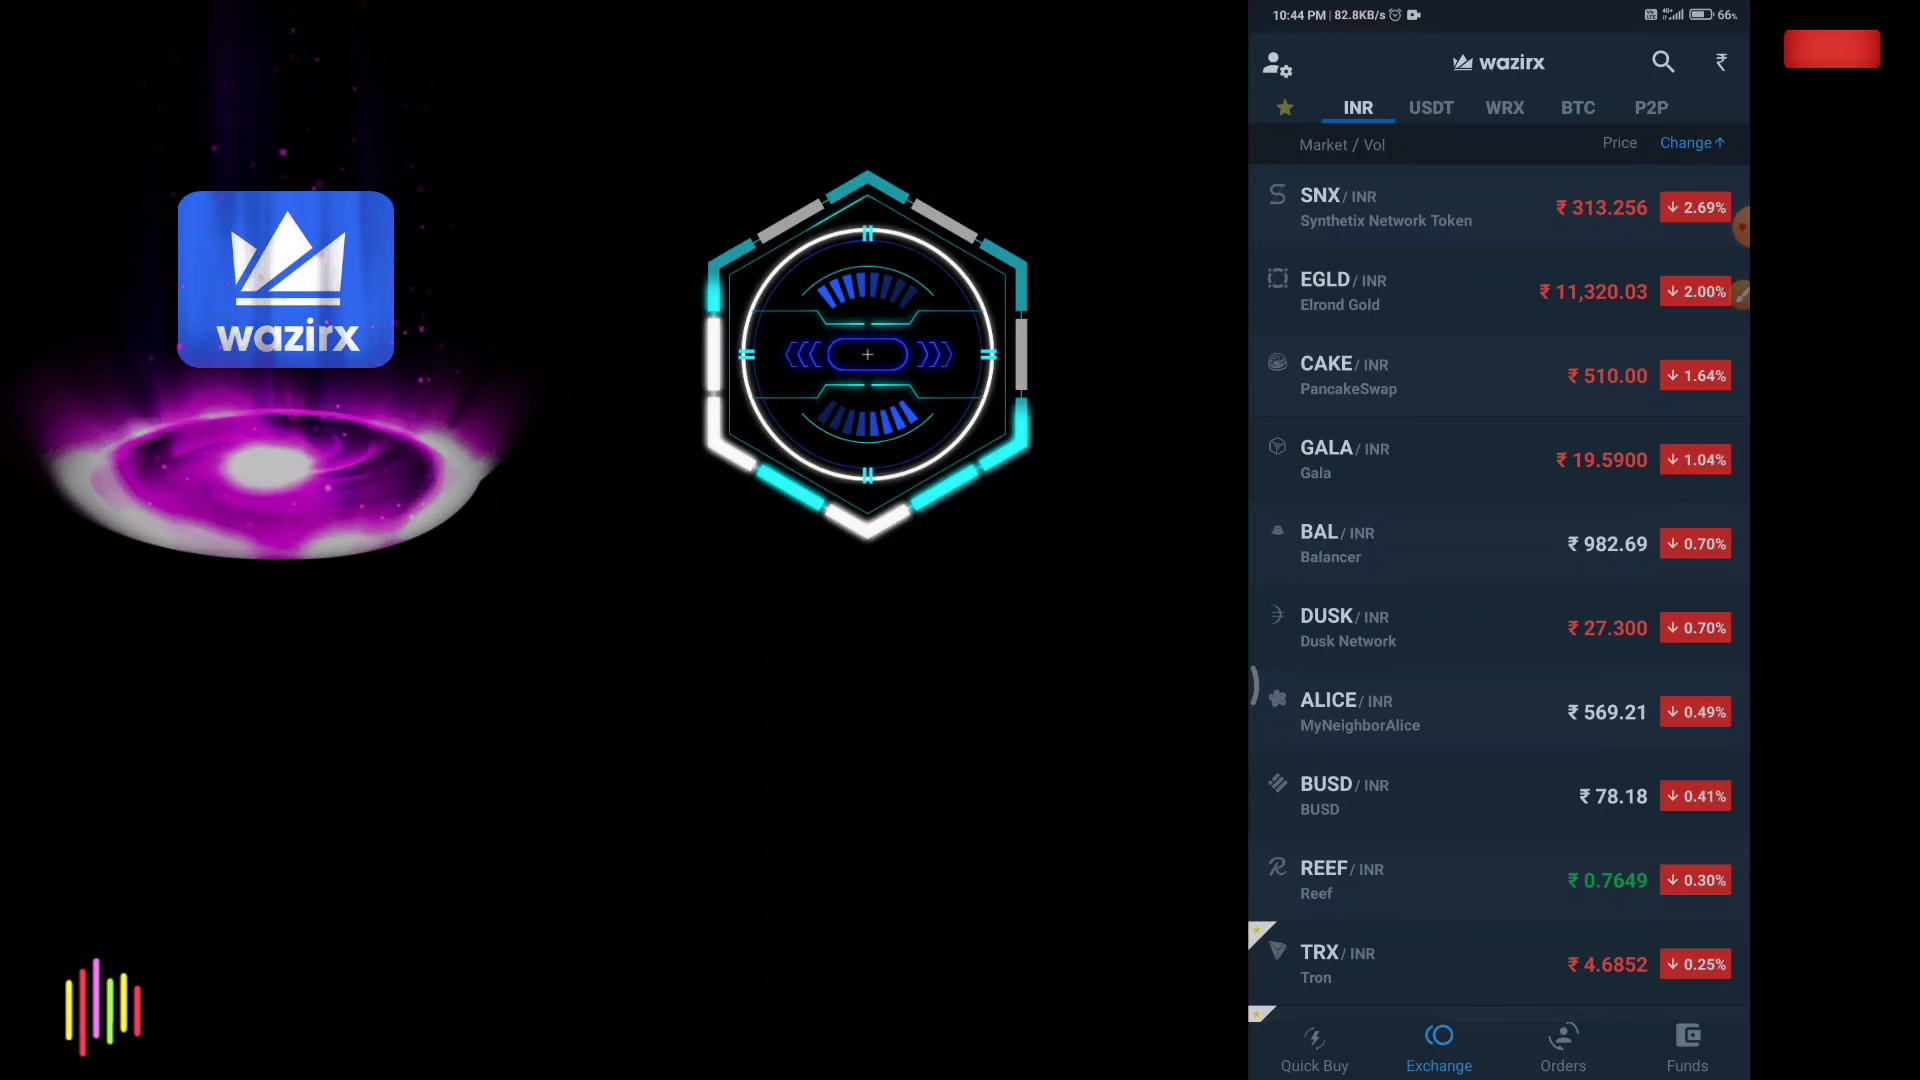 wazirx
10:44 PM | 82.8KB/s
66%
wazirx ₹
INR USDT WRX BTC P2P
Market / Vol Price Change↑
SNX / INR ₹ 313.256 ↓ 2.69%
Synthetix Network Token
EGLD / INR ₹ 11,320.03 ↓ 2.00%
Elrond Gold
CAKE / INR ₹ 510.00 ↓ 1.64%
PancakeSwap
GALA / INR ₹ 19.5900 ↓ 1.04%
Gala
BAL / INR ₹ 982.69 ↓ 0.70%
Balancer
DUSK / INR ₹ 27.300 ↓ 0.70%
Dusk Network
ALICE / INR ₹ 569.21 ↓ 0.49%
MyNeighborAlice
BUSD / INR ₹ 78.18 ↓ 0.41%
BUSD
REEF / INR ₹ 0.7649 ↓ 0.30%
Reef
TRX / INR ₹ 4.6852 ↓ 0.25%
Tron
Quick Buy Exchange Orders Funds